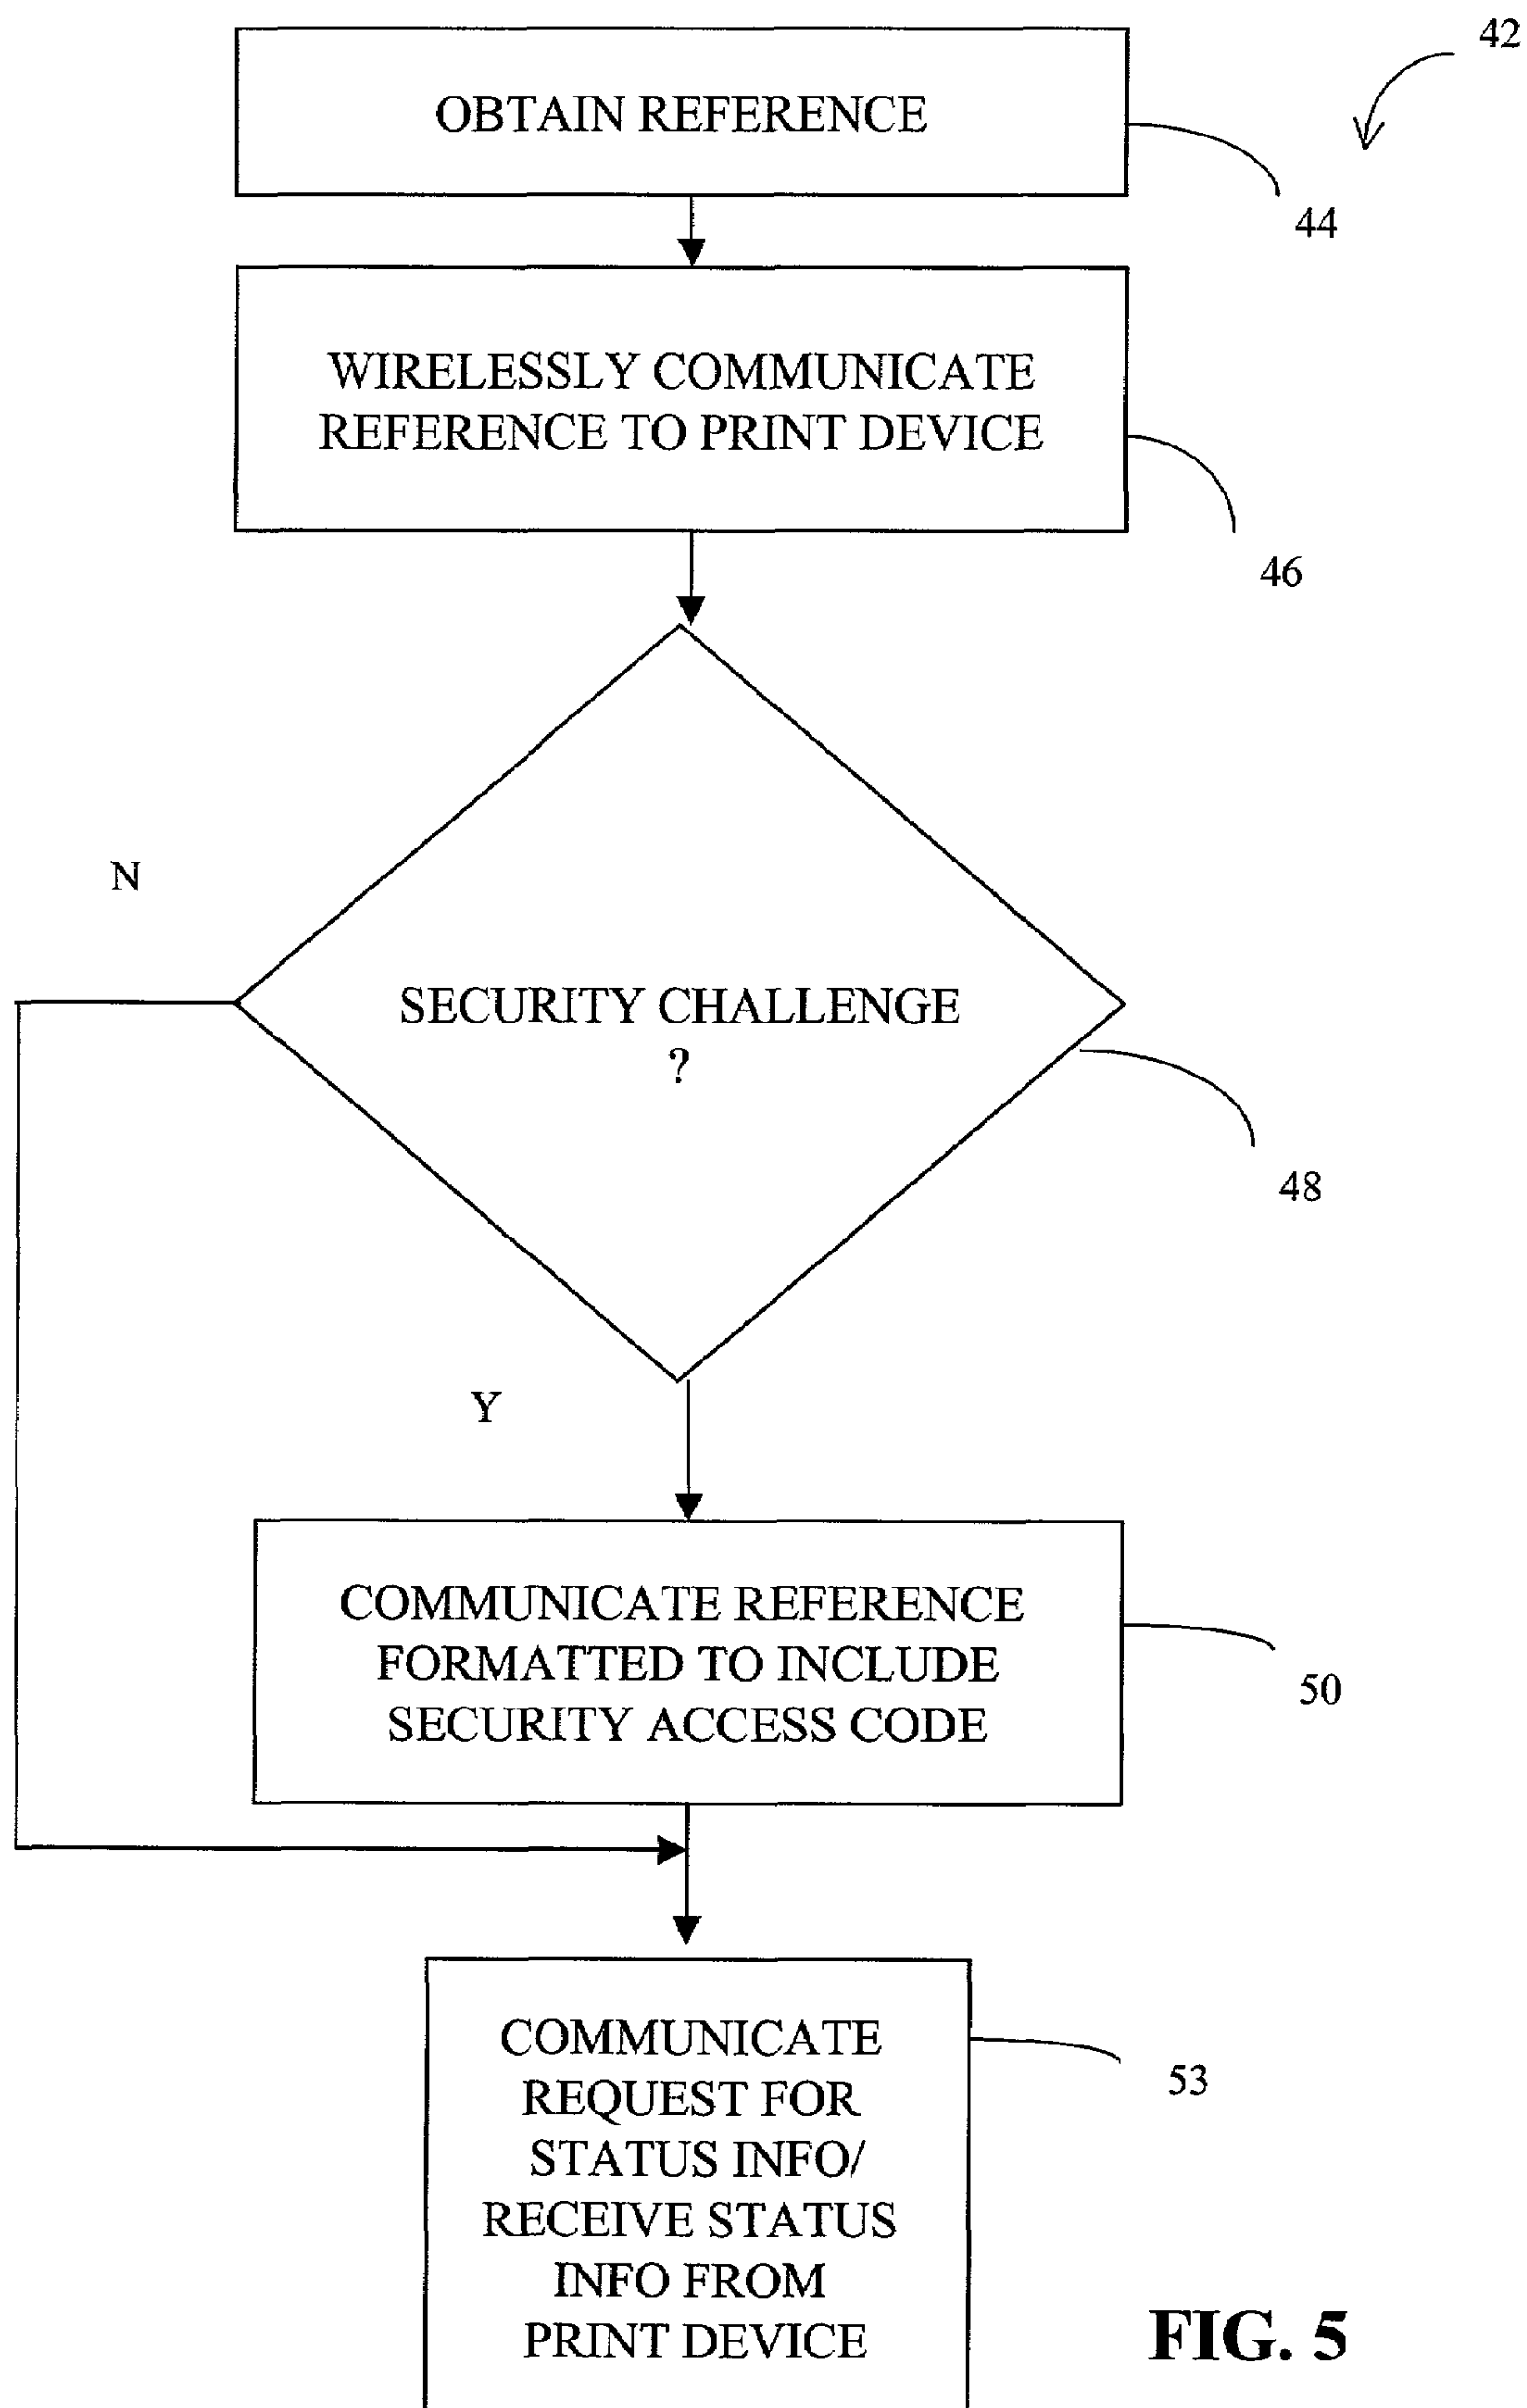 42
OBTAIN REFERENCE
44
WIRELESSLY COMMUNICATE
REFERENCE TO PRINT DEVICE
46
N
SECURITY CHALLENGE
?
48
Y
COMMUNICATE REFERENCE
FORMATTED TO INCLUDE
SECURITY ACCESS CODE
50
COMMUNICATE
REQUEST FOR
STATUS INFO/
RECEIVE STATUS
INFO FROM
PRINT DEVICE
53
FIG. 5